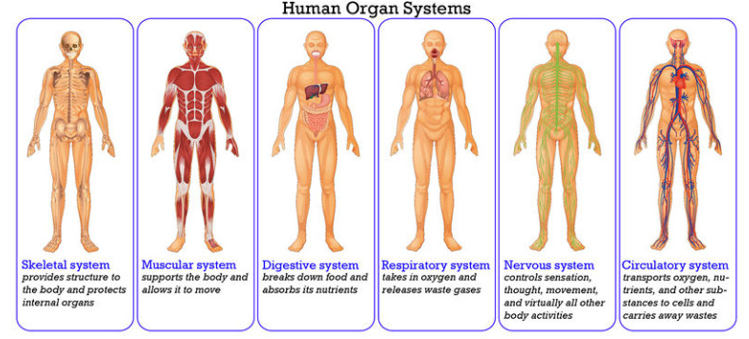 Human Organ Systems
Skeletal system
provides structure to
the body and protects
internal organs
Muscular system
supports the body and
allows it to move
Digestive system
breaks down food and
absorbs its nutrients
Respiratory system
takes in oxygen and
releases waste gases
Nervous system
controls sensation,
thought, movement,
and virtually all other
body activities
Circulatory system
transports oxygen, nu-
trients, and other sub-
stances to cells and
carries away wastes